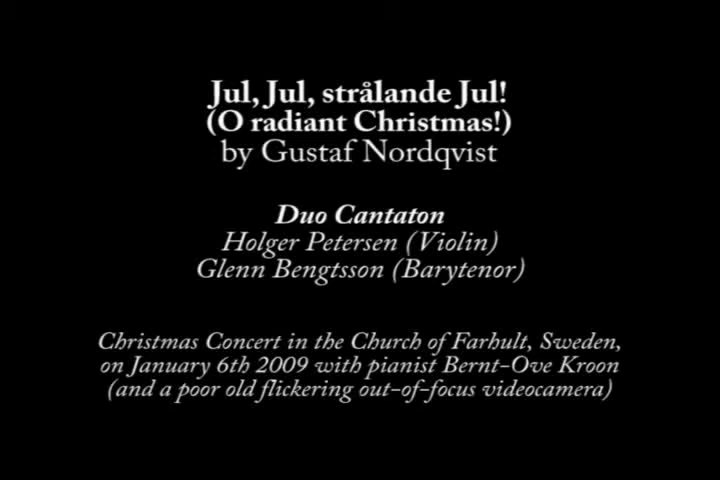 Jul, Jul, strålande Jul!
(O radiant Christmas!)
by Gustaf Nordqvist
Duo Cantaton
Holger Petersen (Violin)
Glenn Bengtsson (Barytenor)
Christmas Concert in the Church of Farhult, Sweden,
on January 6th 2009 with pianist Bernt-Ove Kroon
(and a poor old flickering out-of-focus videocamera)